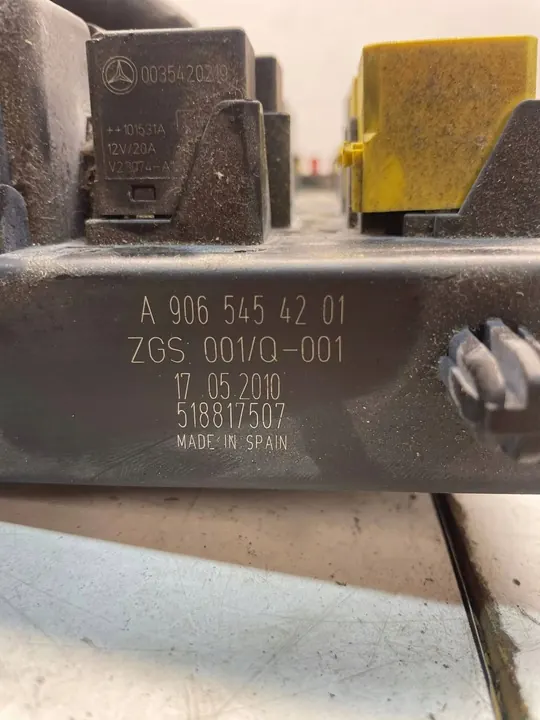 0035420219
++101531A
12V/20A
A 906 545 42 01
ZGS 001/Q-001
17.05.2010
518817507
MADE IN SPAIN